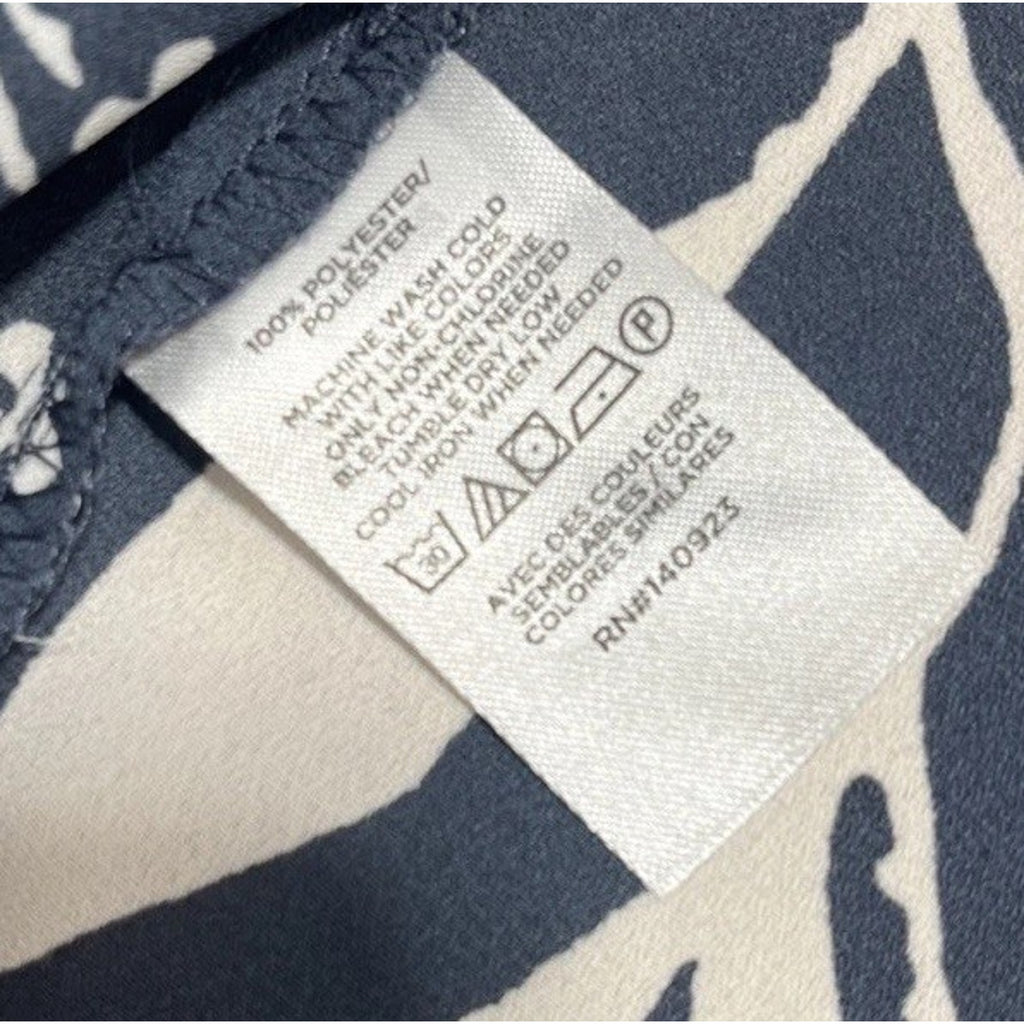 100% POLYESTER/
POLIÉSTER
MACHINE WASH COLD
WITH LIKE COLORS
ONLY NON-CHLORINE
BLEACH WHEN NEEDED
TUMBLE DRY LOW
COOL IRON WHEN NEEDED
30
P
AVEC DES COULEURS
SEMBLABLES / CON
COLORES SIMILARES
RN#140923